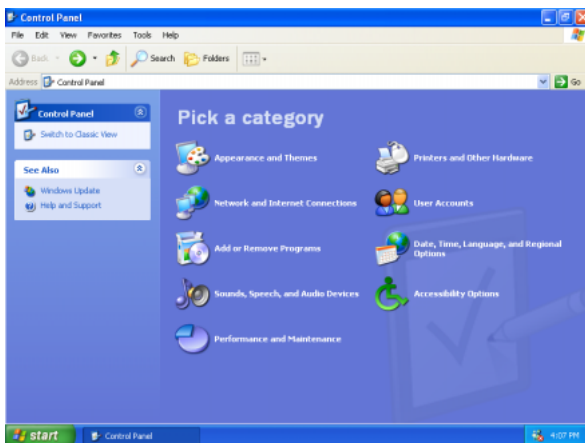 Control Panel
File Edit View Favorites Tools Help
Back Search Folders
Address Control Panel Go
Control Panel
Switch to Classic View
See Also
Windows Update
Help and Support
Pick a category
Appearance and Themes
Printers and Other Hardware
Network and Internet Connections
User Accounts
Add or Remove Programs
Date, Time, Language, and Regional
Options
Sounds, Speech, and Audio Devices
Accessibility Options
Performance and Maintenance
start Control Panel 4:07 PM